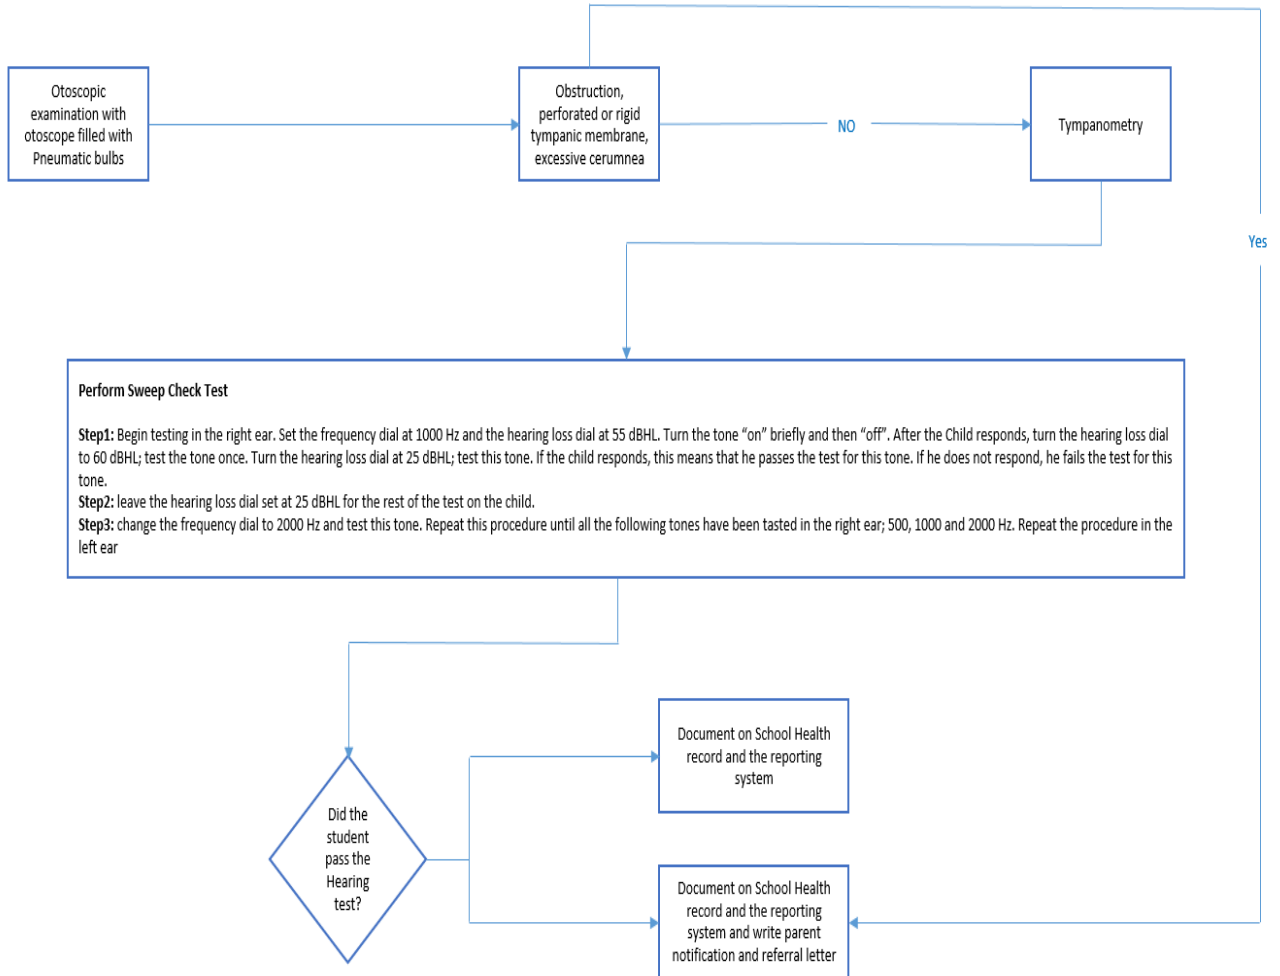 Otoscopic
examination with
otoscope filled with
Pneumatic bulbs
Obstruction,
perforated or rigid
tympanic membrane,
excessive cerumnea
NO
Tympanometry
Yes
Perform Sweep Check Test
Step1: Begin testing in the right ear. Set the frequency dial at 1000 Hz and the hearing loss dial at 55 dBHL. Turn the tone “on” briefly and then “off”. After the Child responds, turn the hearing loss dial
to 60 dBHL; test the tone once. Turn the hearing loss dial at 25 dBHL; test this tone. If the child responds, this means that he passes the test for this tone. If he does not respond, he fails the test for this
tone.
Step2: leave the hearing loss dial set at 25 dBHL for the rest of the test on the child.
Step3: change the frequency dial to 2000 Hz and test this tone. Repeat this procedure until all the following tones have been tasted in the right ear; 500, 1000 and 2000 Hz. Repeat the procedure in the
left ear
Did the
student
pass the
Hearing
test?
Document on School Health
record and the reporting
system
Document on School Health
record and the reporting
system and write parent
notification and referral letter